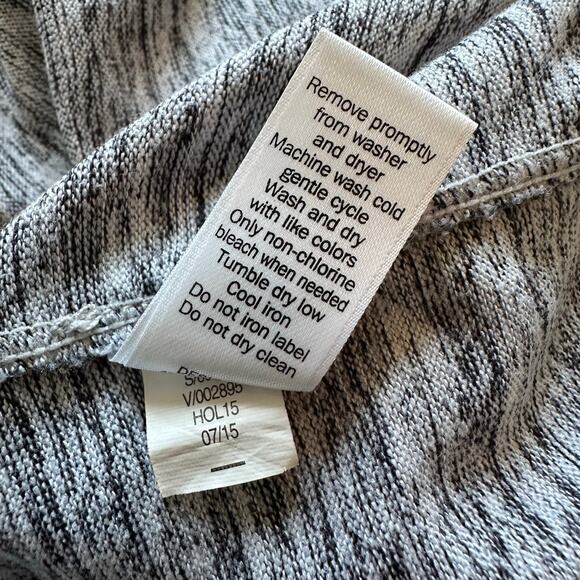 Remove promptly
from washer
and dryer
Machine wash cold
gentle cycle
Wash and dry
with like colors
Only non-chlorine
bleach when needed
Tumble dry low
Cool iron
Do not iron label
Do not dry clean
V/002895
HOL15
07/15